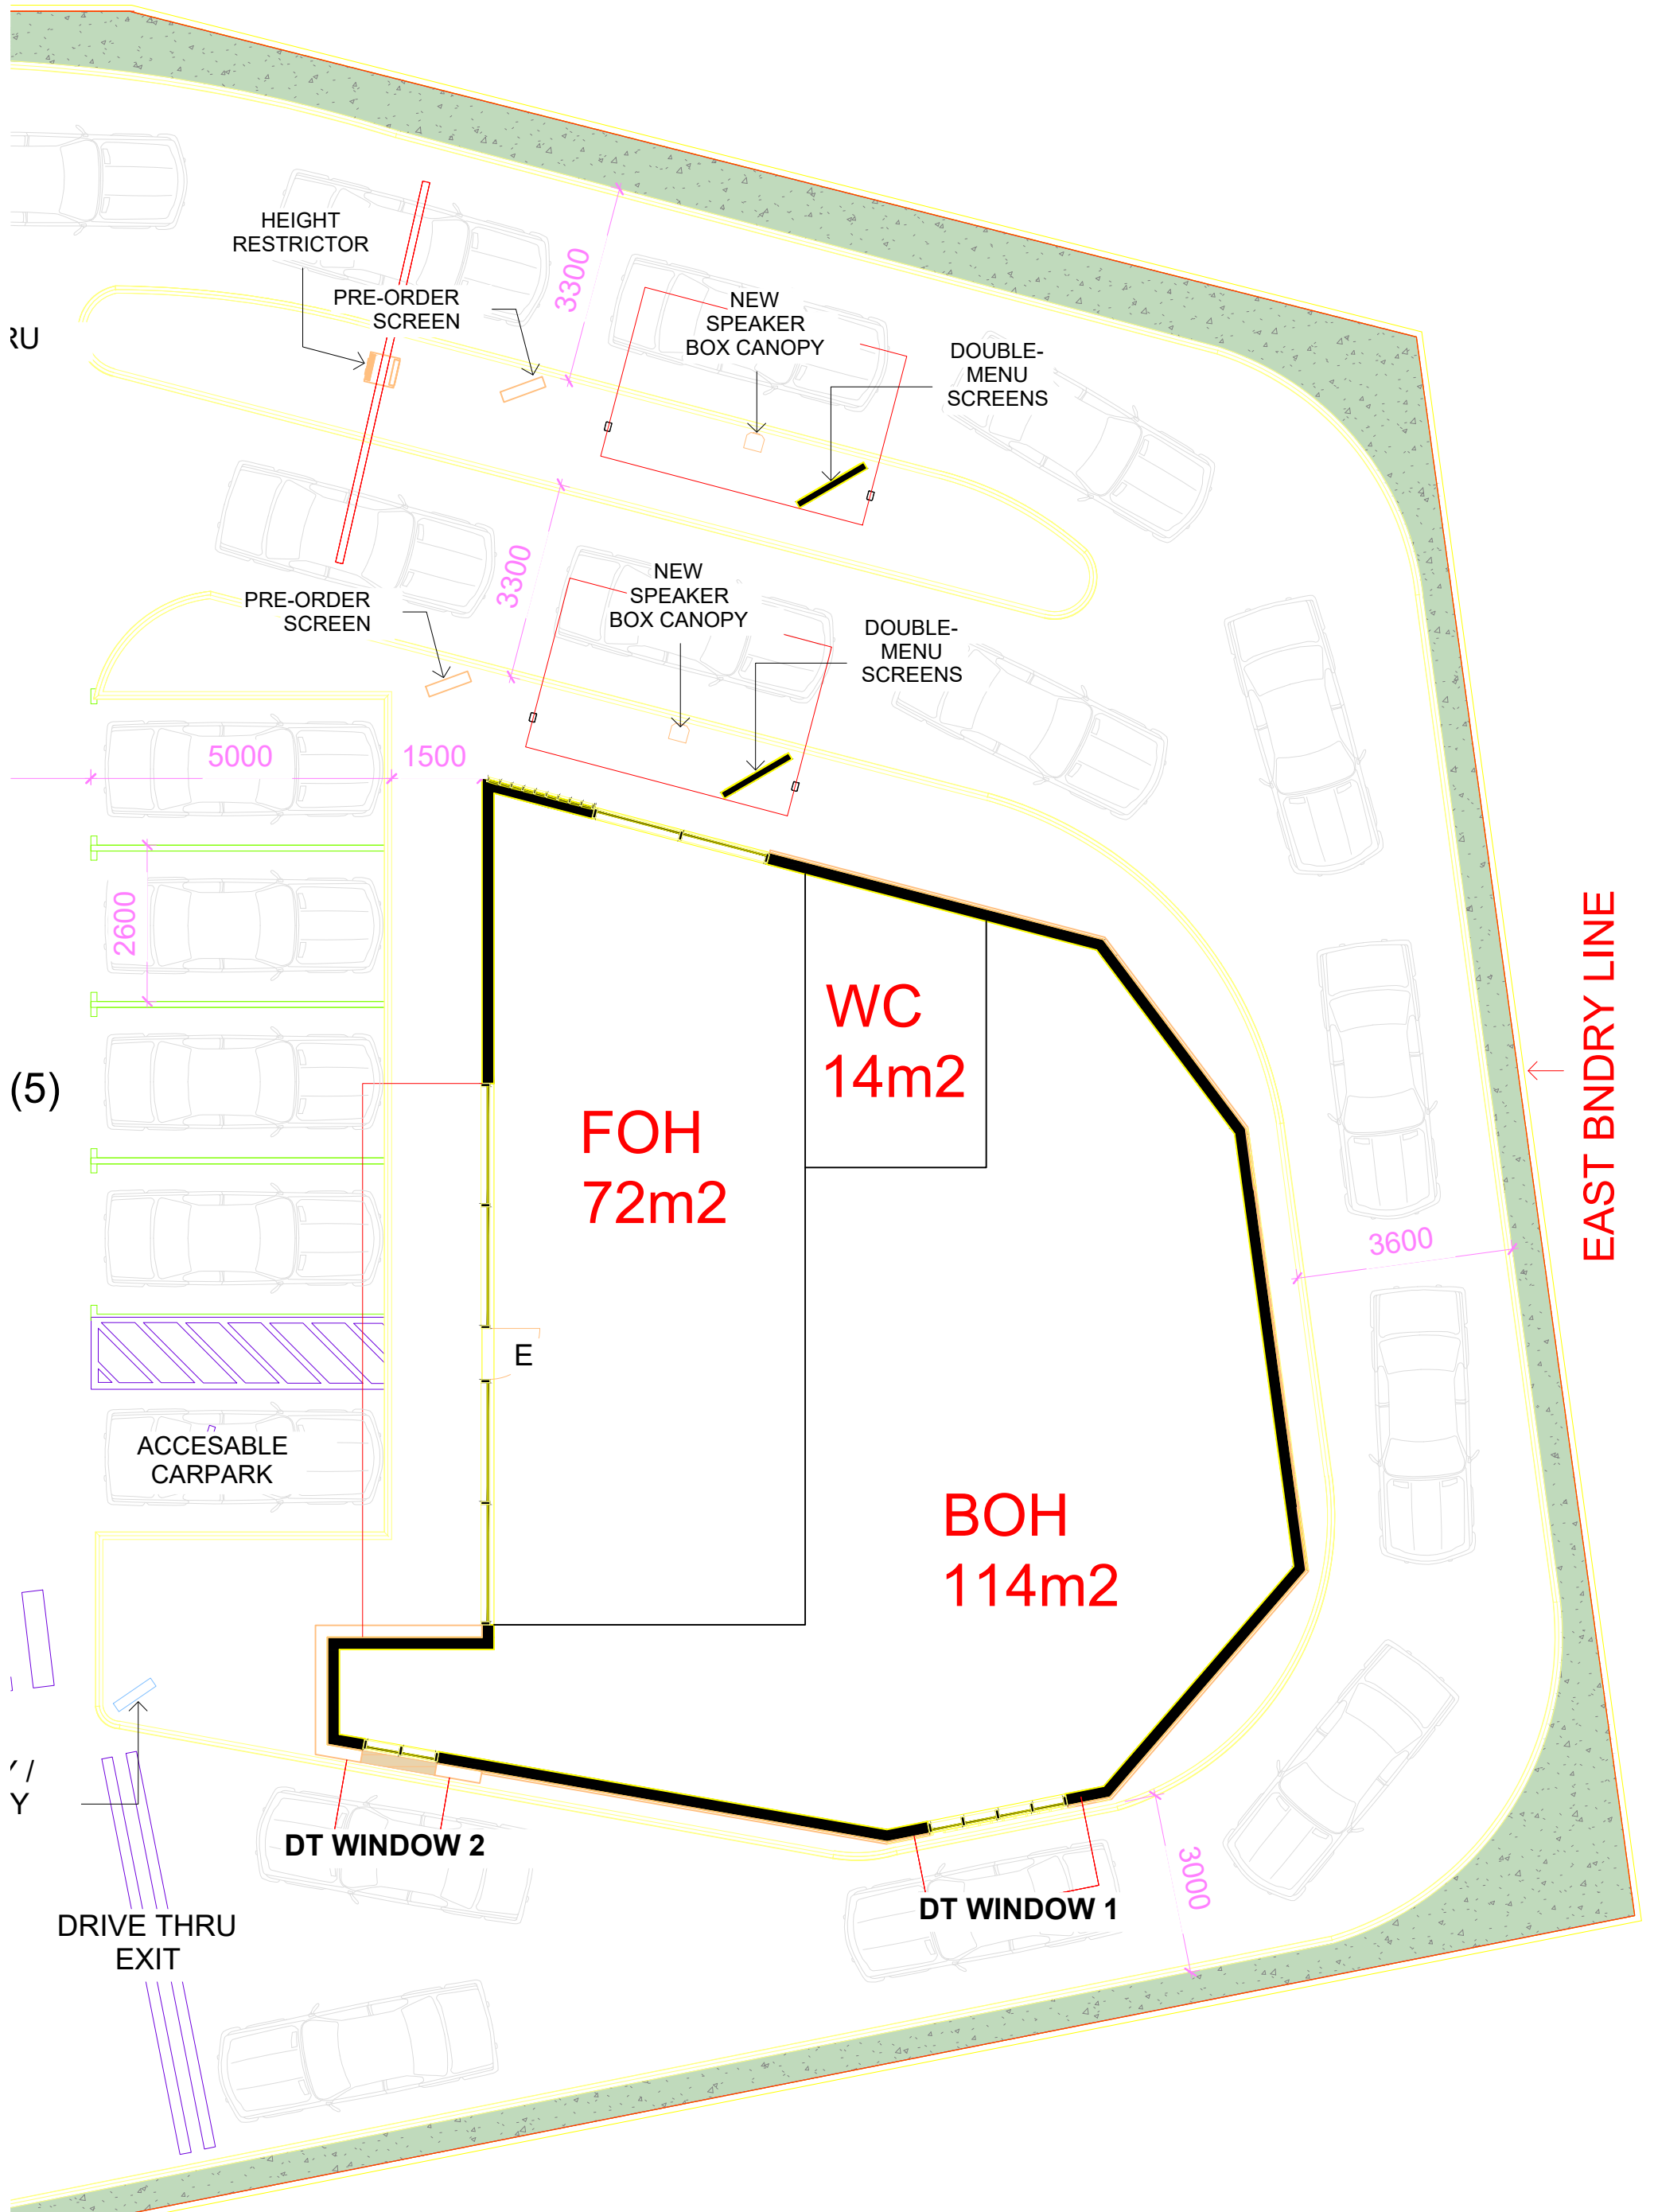 HEIGHT
RESTRICTOR
PRE-ORDER
SCREEN
3300
NEW
SPEAKER
BOX CANOPY
DOUBLE-
MENU
SCREENS
RU
3300
PRE-ORDER
SCREEN
NEW
SPEAKER
BOX CANOPY
DOUBLE-
MENU
SCREENS
5000
1500
2600
WC
14m2
(5)
FOH
72m2
EAST BNDRY LINE
3600
E
ACCESABLE
CARPARK
BOH
114m2
Y /
Y
DT WINDOW 2
DT WINDOW 1
3000
DRIVE THRU
EXIT